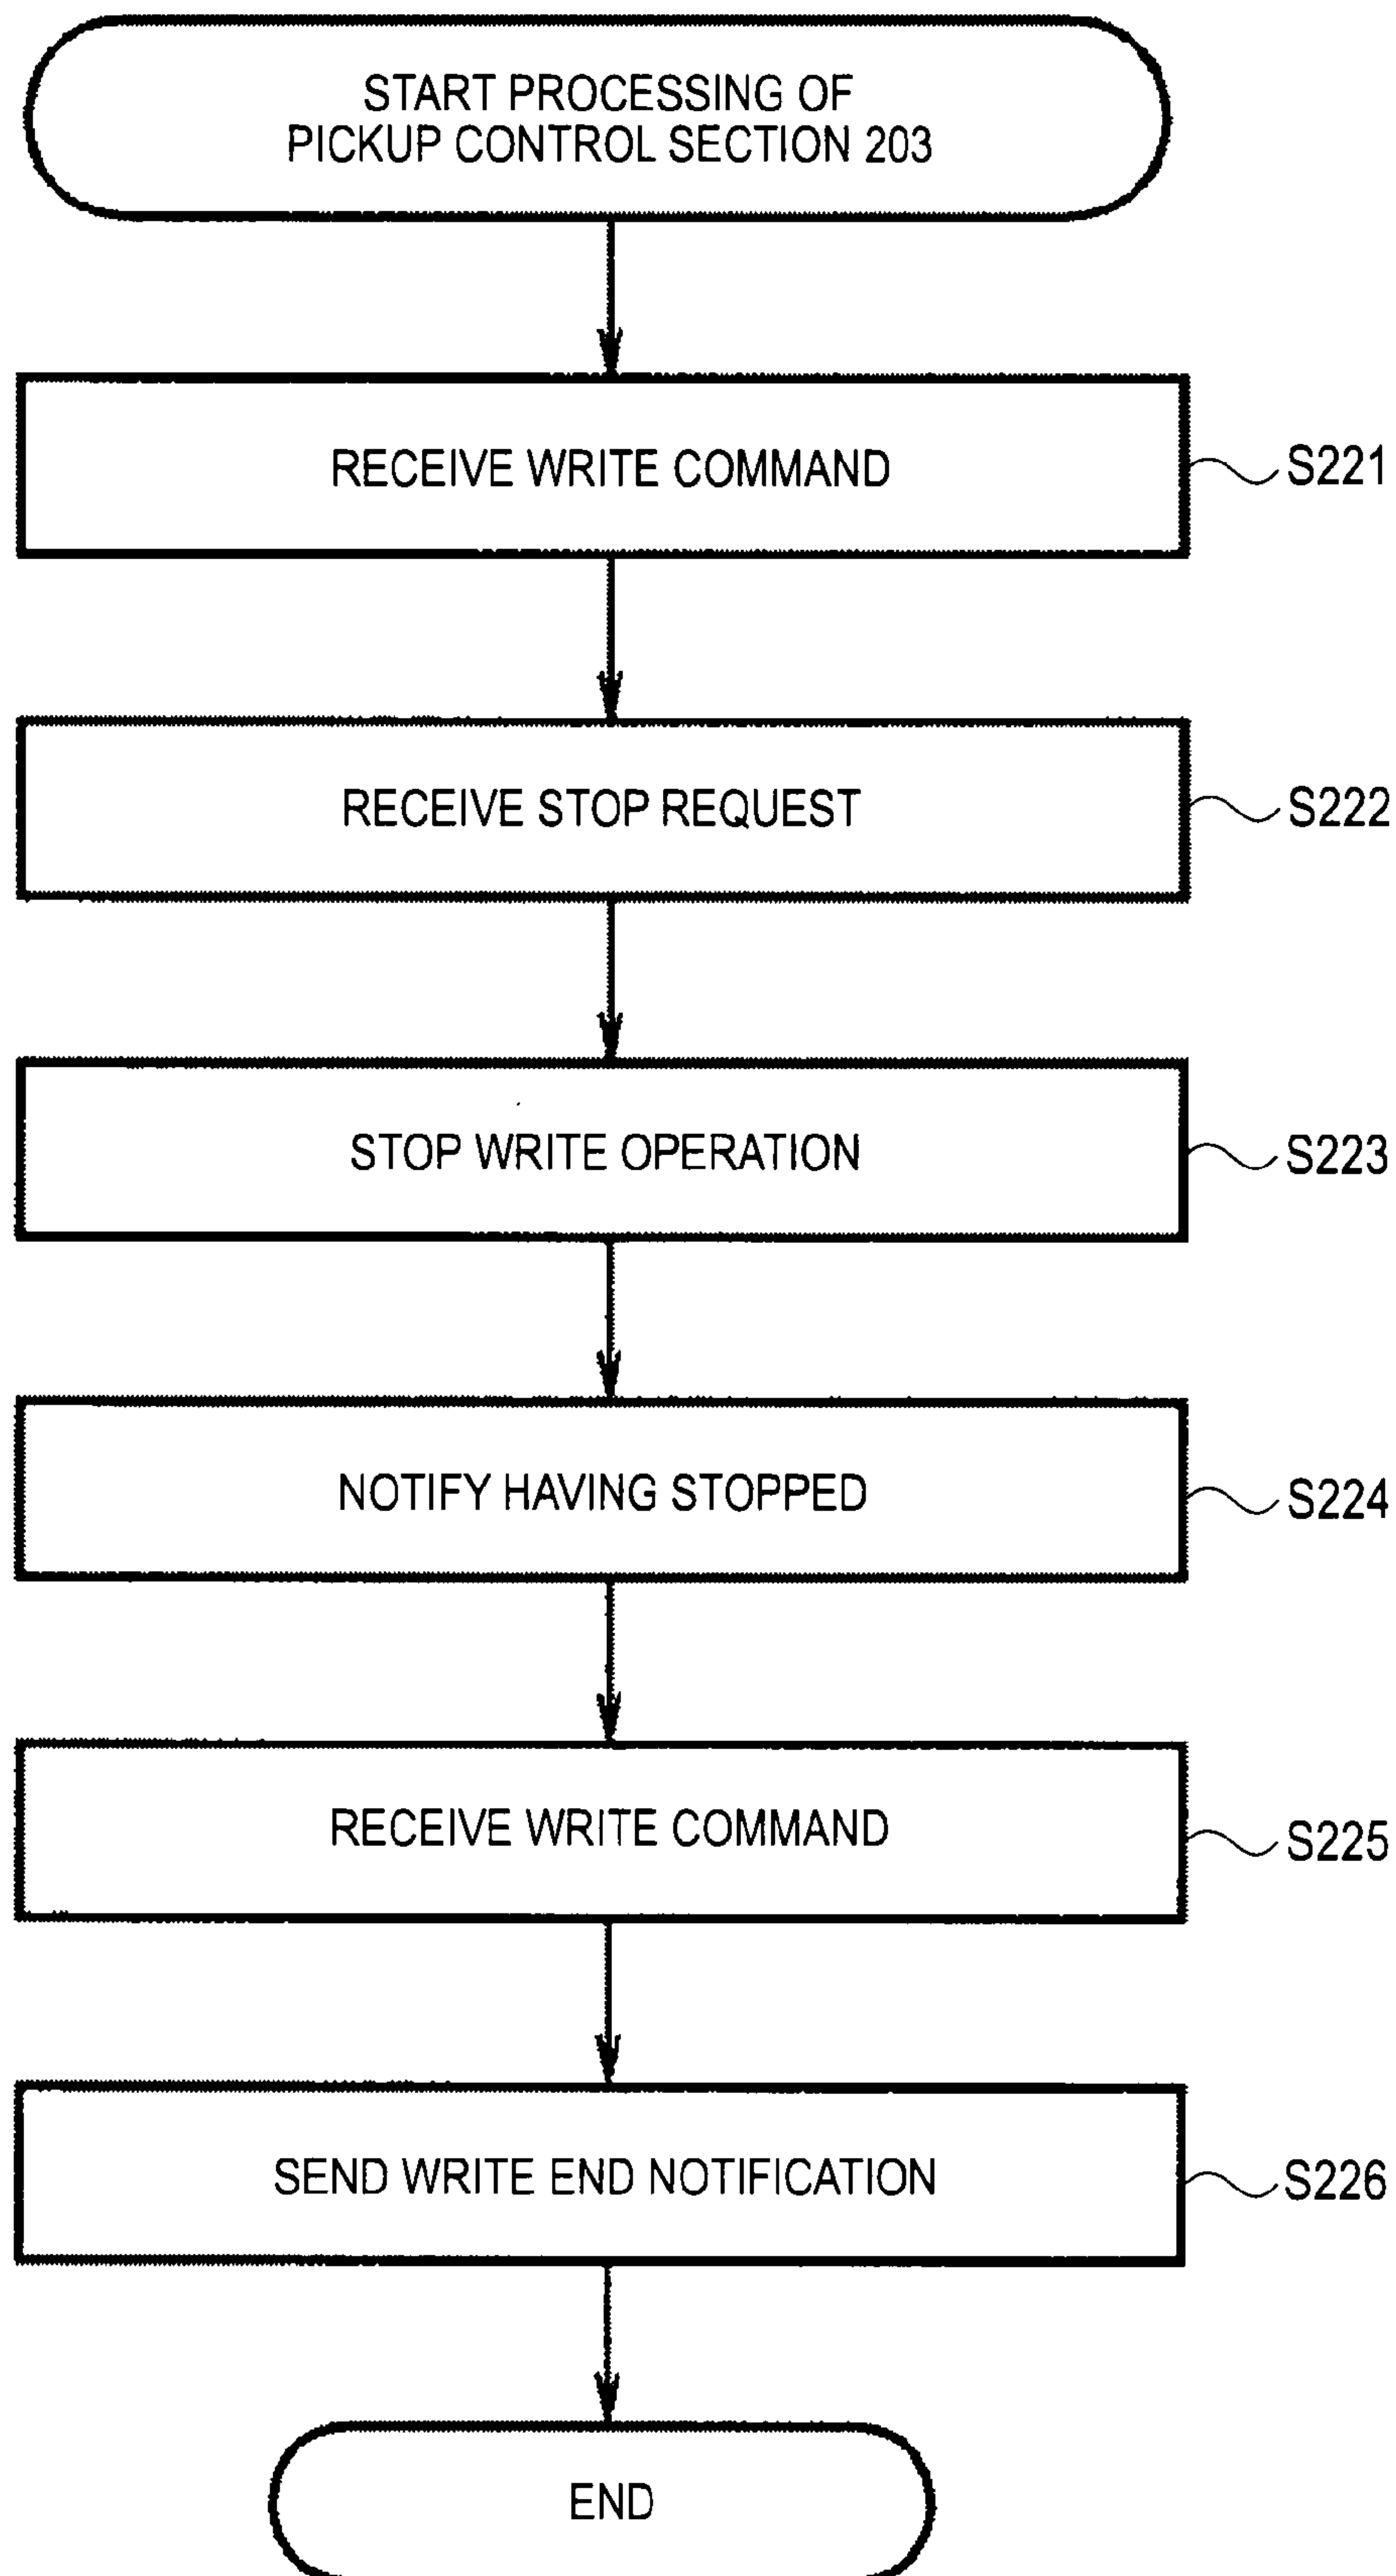 START PROCESSING OF
PICKUP CONTROL SECTION 203
RECEIVE WRITE COMMAND
S221
RECEIVE STOP REQUEST
S222
STOP WRITE OPERATION
S223
NOTIFY HAVING STOPPED
S224
RECEIVE WRITE COMMAND
S225
SEND WRITE END NOTIFICATION
S226
END